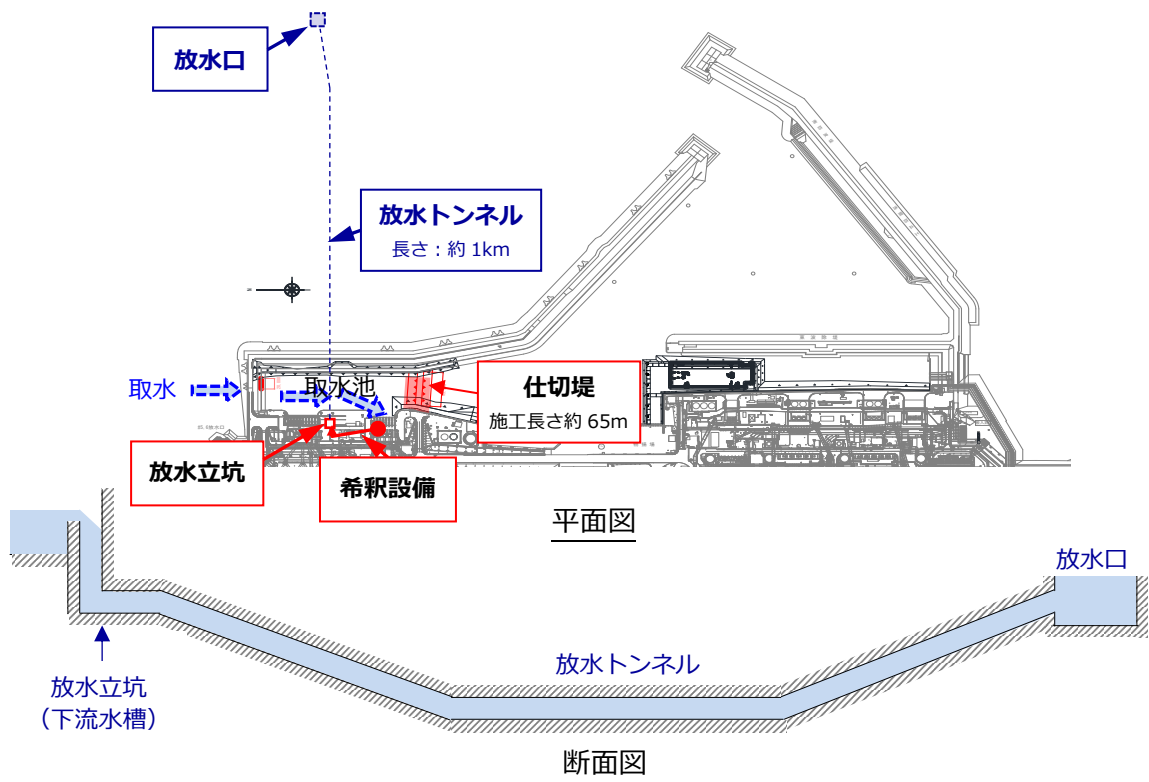 放水口
放水トンネル
長さ：約 1km
取水
取水池
仕切堤
施工長さ約 65m
放水立坑
希釈設備
平面図
放水口
放水トンネル
放水立坑
（下流水槽）
断面図